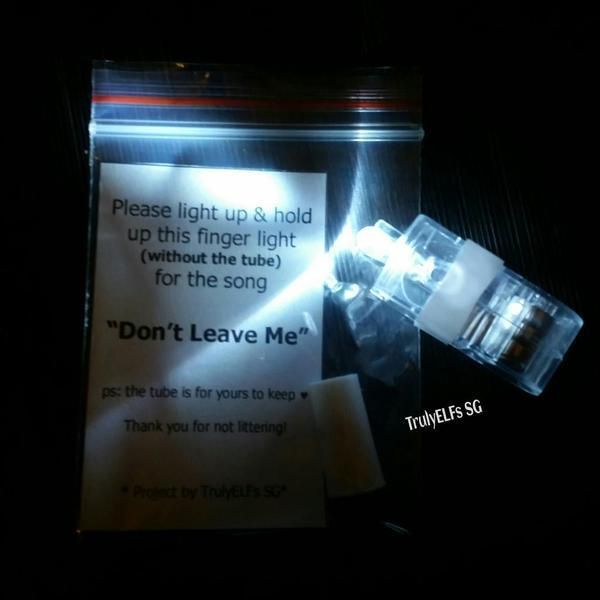 Please light up & hold
up this finger light
(without the tube)
for the song
"Don't Leave Me"
ps: the tube is for yours to keep ♥
Thank you for not littering!
* Project by TrulyELFs SG*
TrulyELFs SG